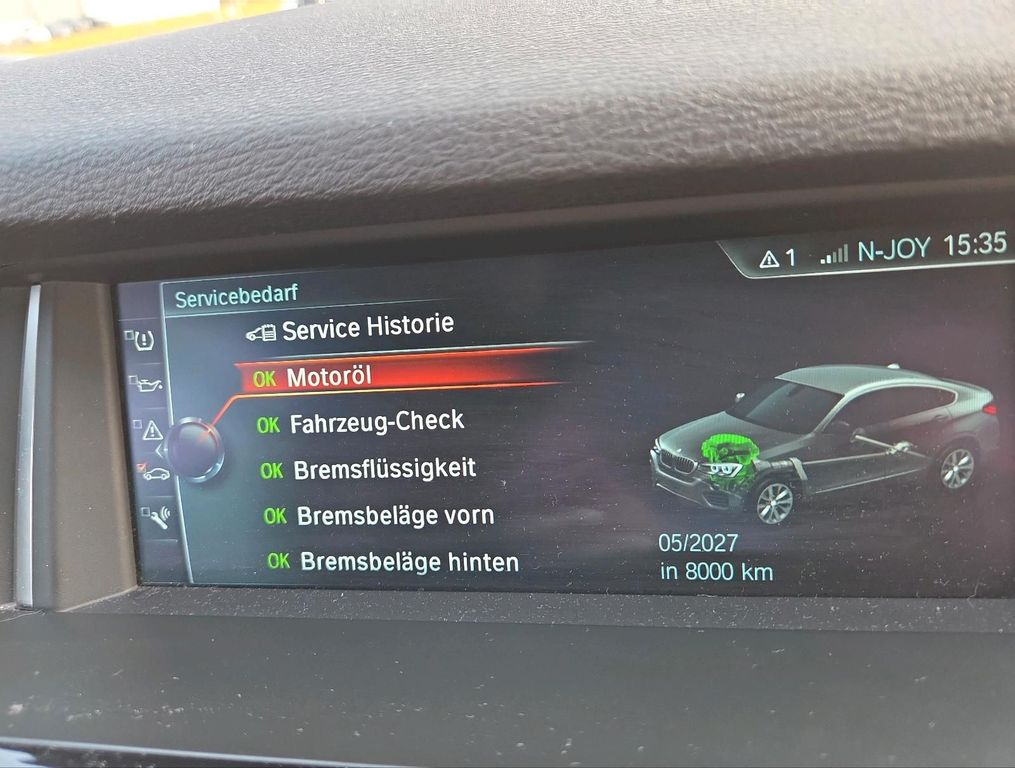 1 N-JOY 15:35
Servicebedarf
Service Historie
OK Motoröl
OK Fahrzeug-Check
OK Bremsflüssigkeit
OK Bremsbeläge vorn
OK Bremsbeläge hinten
05/2027
in 8000 km